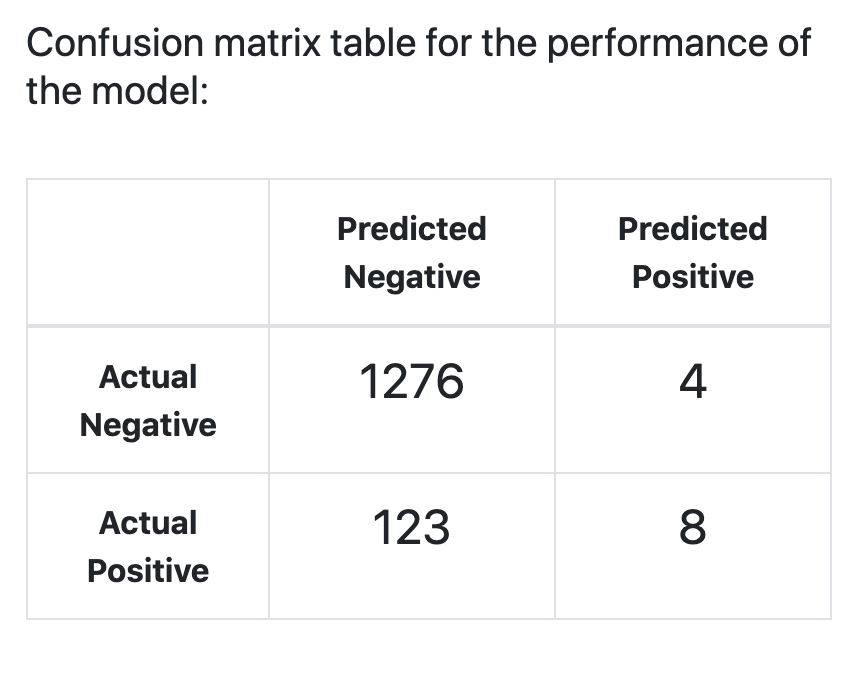 Confusion matrix table for the performance of
the model:
Predicted
Negative
Predicted
Positive
Actual
Negative
1276
4
Actual
Positive
123
8